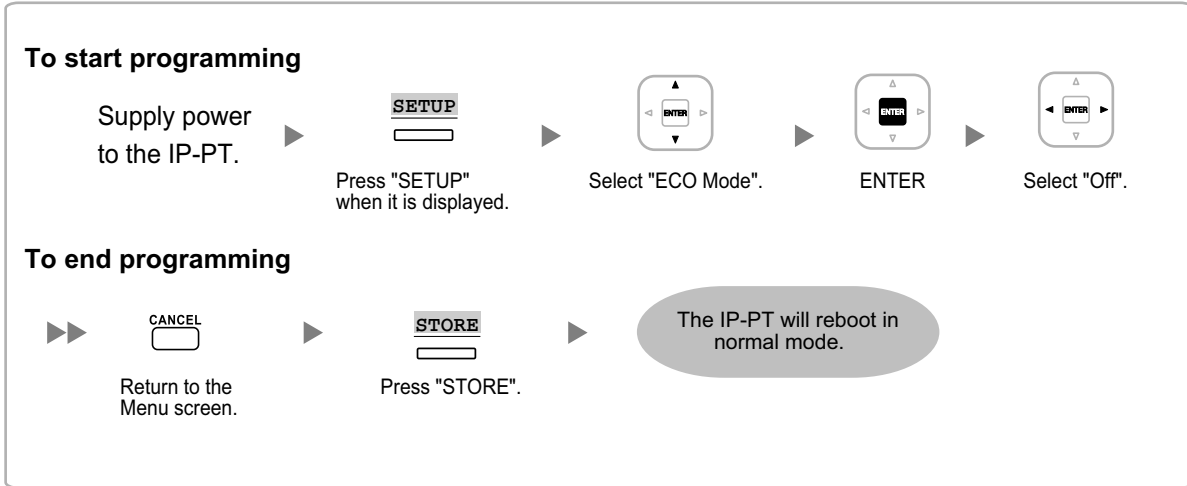 To start programming
Supply power
to the IP-PT.
SETUP
Press "SETUP"
when it is displayed.
ENTER
Select "ECO Mode".
ENTER
ENTER
ENTER
Select "Off".
To end programming
CANCEL
Return to the
Menu screen.
STORE
Press "STORE".
The IP-PT will reboot in
normal mode.